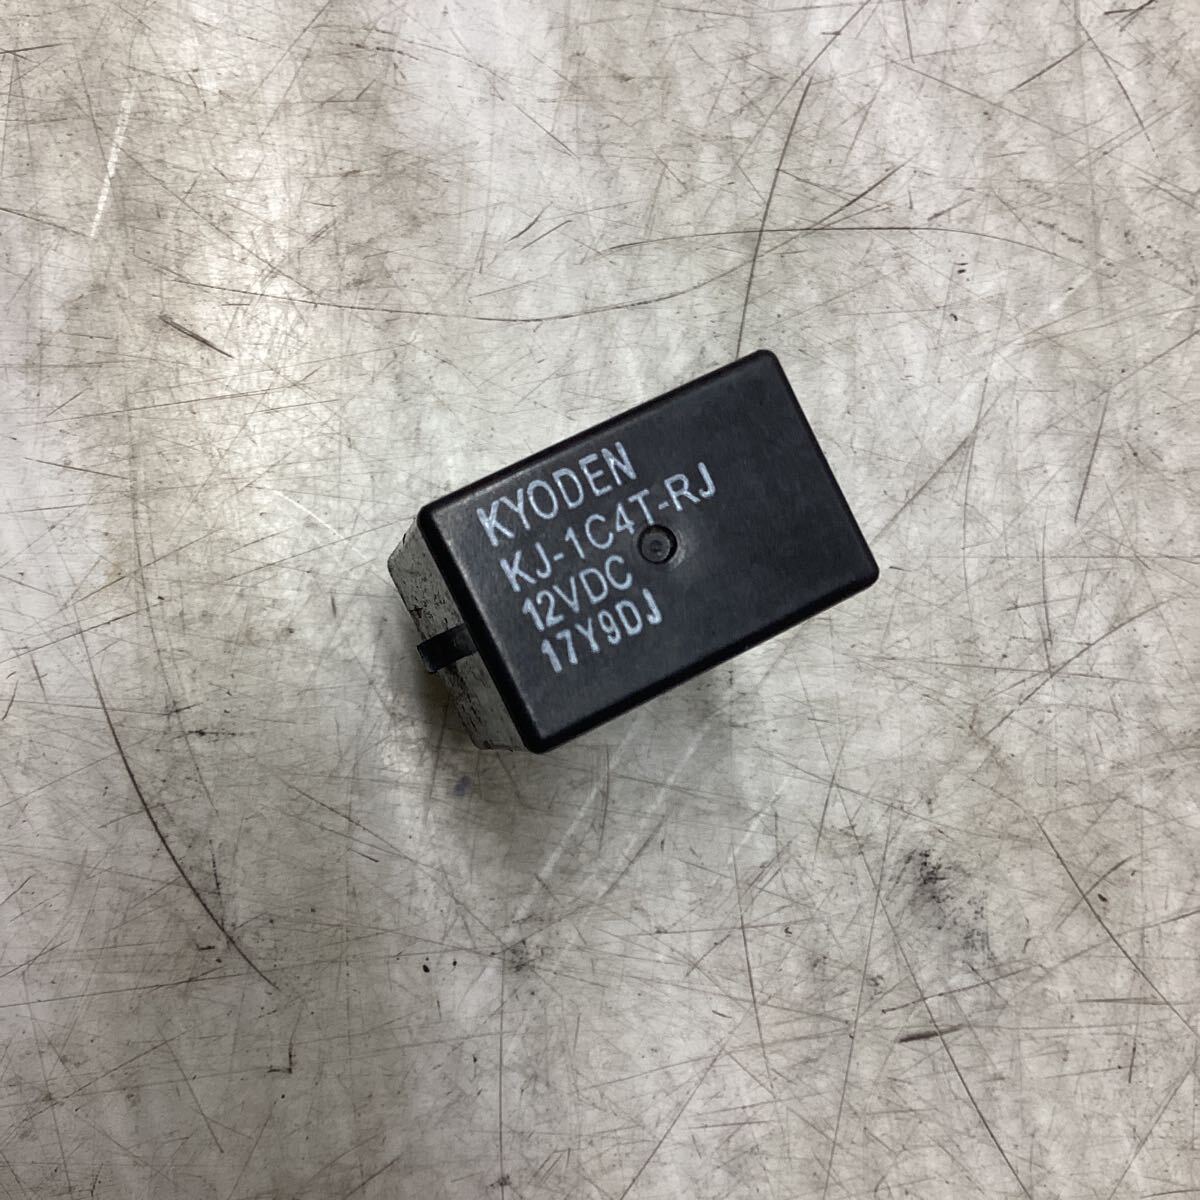 KYODEN
KJ-1C4T-RJ
12VDC
17Y9DJ